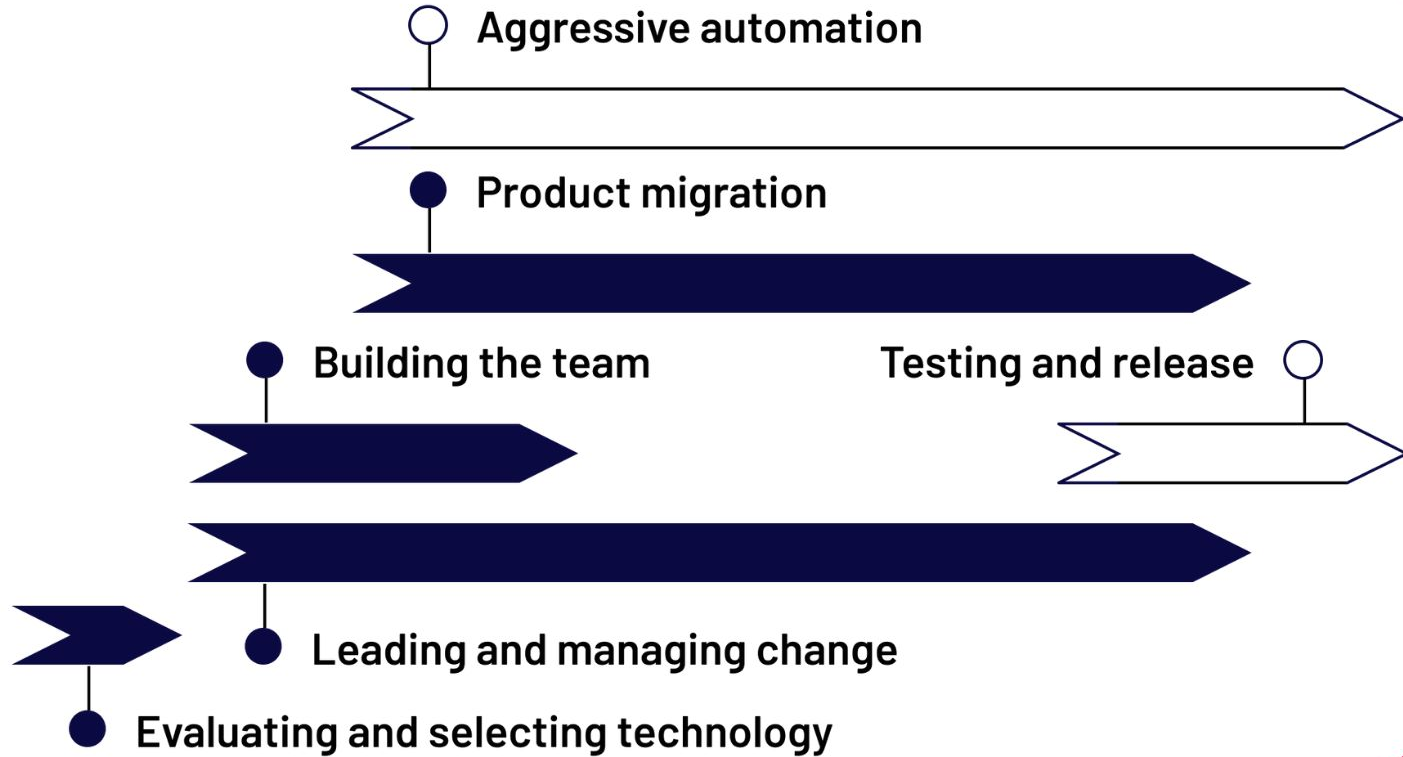 Aggressive automation
Product migration
Building the team
Testing and release
Leading and managing change
Evaluating and selecting technology